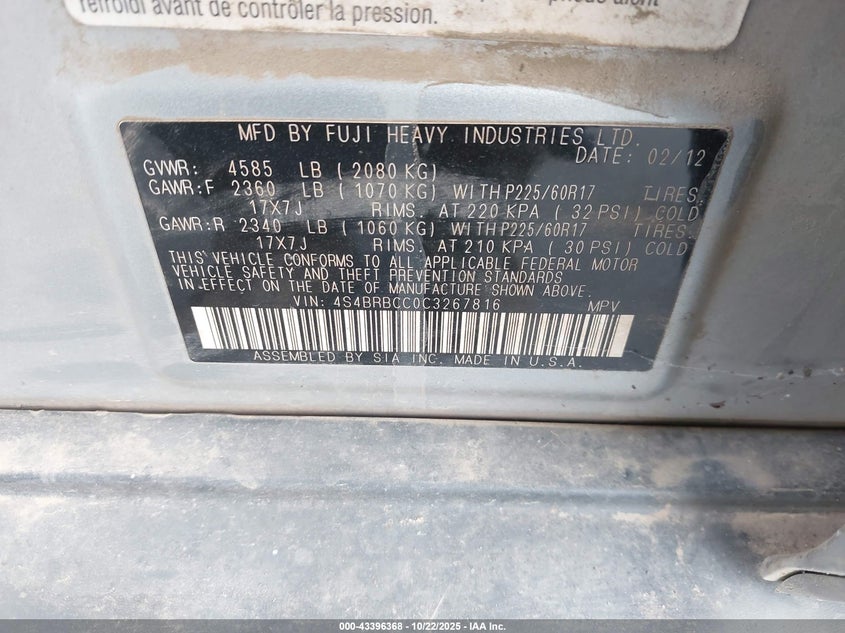 refroidi avant de contrôler la pression.
MFD BY FUJI HEAVY INDUSTRIES LTD.
DATE: 02/12
GVWR: 4585 LB ( 2080 KG)
GAWR:F 2360 LB ( 1070 KG) WITH P225/60R17 TIRES
17X7J RIMS. AT 220 KPA ( 32 PSI) COLD
GAWR:R 2340 LB ( 1060 KG) WITH P225/60R17 TIRES.
17X7J RIMS. AT 210 KPA ( 30 PSI) COLD
THIS VEHICLE CONFORMS TO ALL APPLICABLE FEDERAL MOTOR
VEHICLE SAFETY AND THEFT PREVENTION STANDARDS
IN EFFECT ON THE DATE OF MANUFACTURE SHOWN ABOVE.
VIN: 4S4BRBCC0C3267816 MPV
ASSEMBLED BY SIA INC. MADE IN U.S.A.
000-43396368 - 10/22/2025 - IAA Inc.